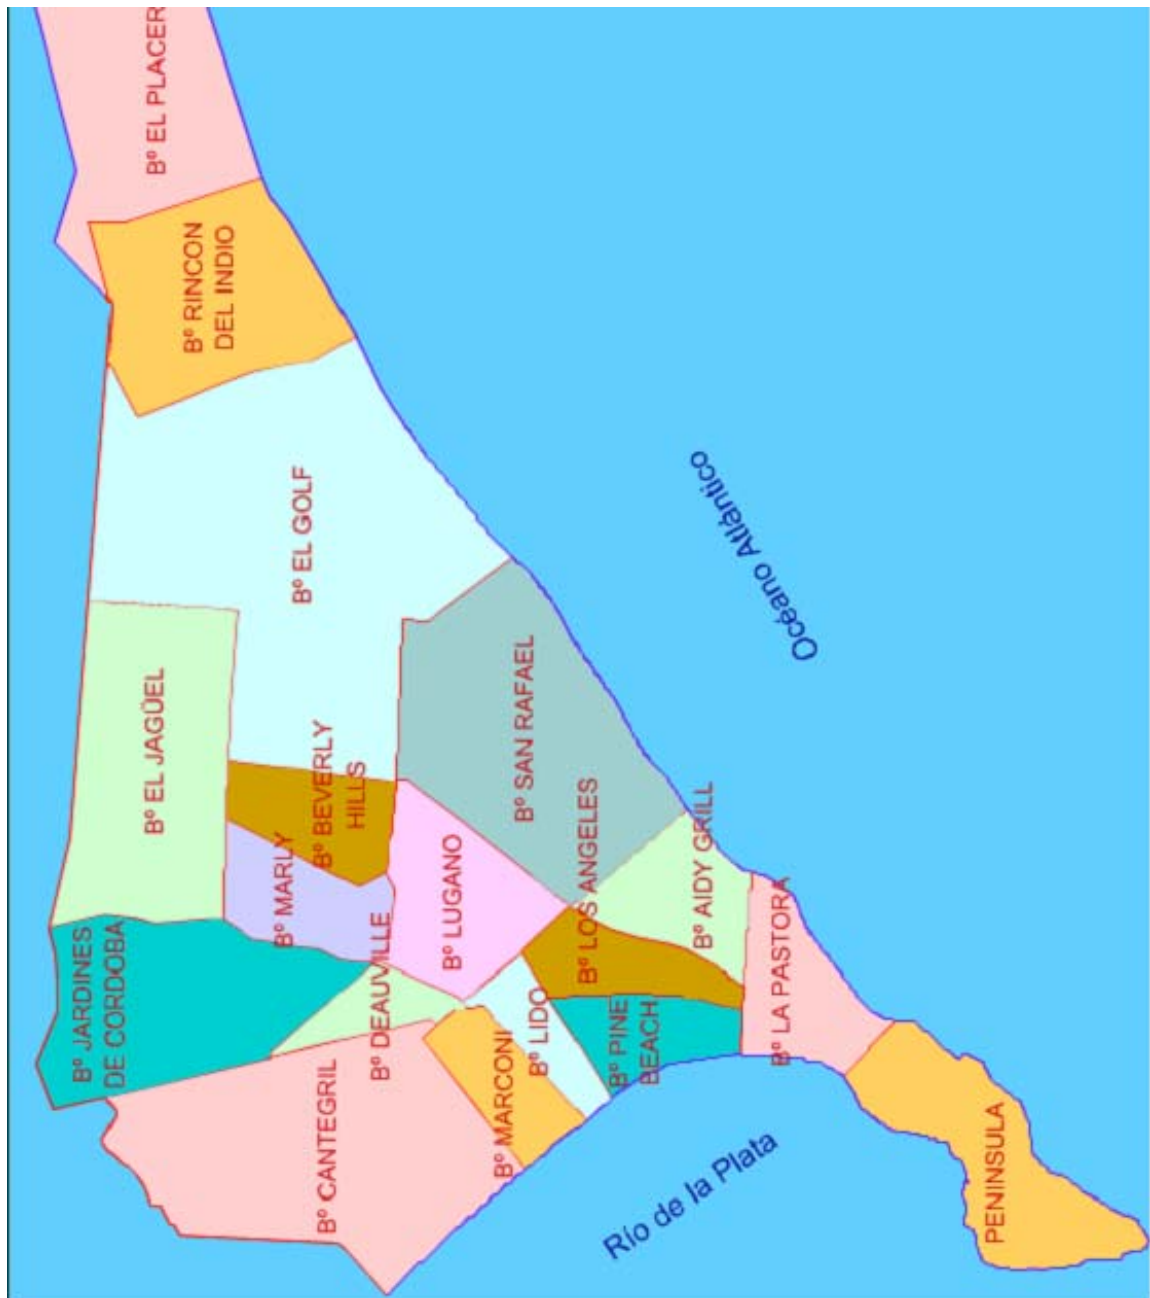 Bº EL PLACER
Bº RINCON
DEL INDIO
Bº EL GOLF
Océano Atlántico
Bº EL JAGÜEL
Bº BEVERLY
HILLS
Bº SAN RAFAEL
Bº MARLY
Bº LUGANO
Bº LOS ANGELES
Bº AIDY GRILL
Bº JARDINES
DE CORDOBA
Bº DEAUVILLE
Bº LIDO
Bº PINE
BEACH
Bº LA PASTORA
Bº CANTEGRIL
Bº MARCONI
Río de la Plata
PENINSULA